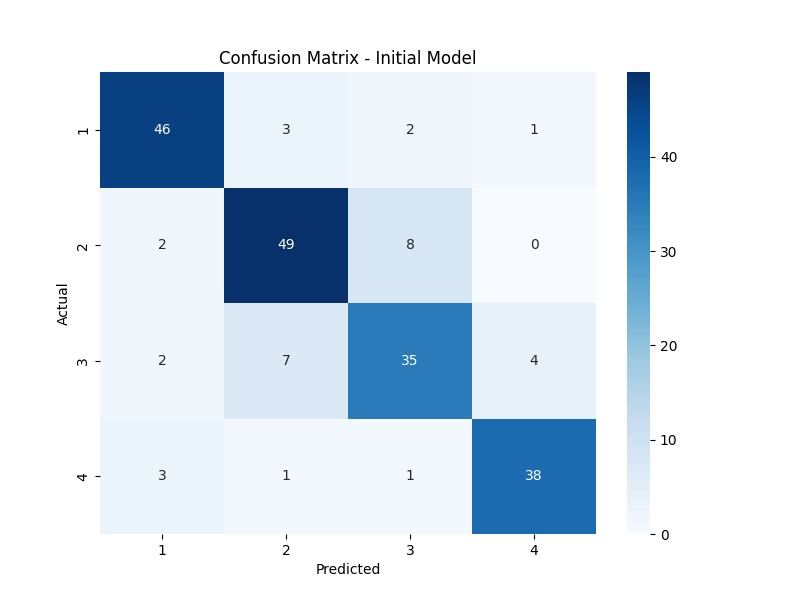 Confusion Matrix - Initial Model
1 46 3 2 1
2 2 49 8 0
3 2 7 35 4
4 3 1 1 38
1 2 3 4
Predicted
Actual
40
30
20
10
0